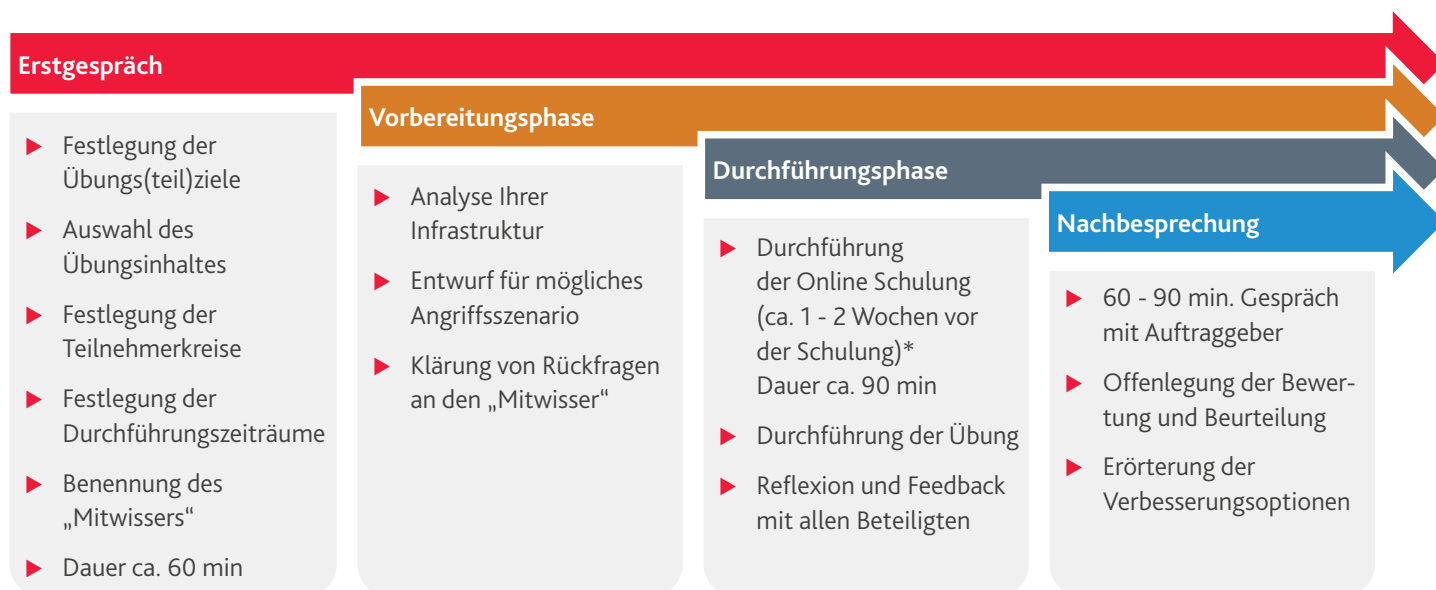 Erstgespräch
Festlegung der
Übungs(teil)ziele
Auswahl des
Übungsinhaltes
Festlegung der
Teilnehmerkreise
Festlegung der
Durchführungszeiträume
Benennung des
„Mitwissers“
Dauer ca. 60 min
Vorbereitungsphase
Analyse Ihrer
Infrastruktur
Entwurf für mögliches
Angriffsszenario
Klärung von Rückfragen
an den „Mitwisser“
Durchführungsphase
Durchführung
der Online Schulung
(ca. 1 - 2 Wochen vor
der Schulung)*
Dauer ca. 90 min
Durchführung der Übung
Reflexion und Feedback
mit allen Beteiligten
Nachbesprechung
60 - 90 min. Gespräch
mit Auftraggeber
Offenlegung der Bewer-
tung und Beurteilung
Erörterung der
Verbesserungsoptionen